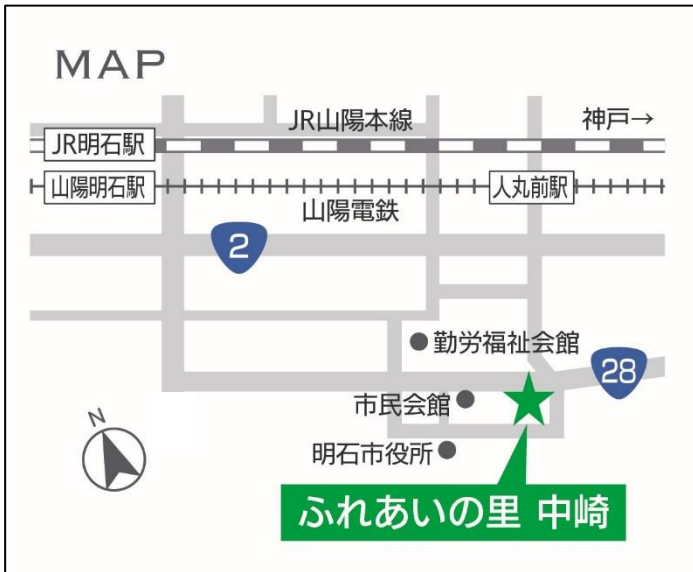 MAP
JR山陽本線
神戸→
JR明石駅
山陽明石駅
人丸前駅
山陽電鉄
2
勤労福祉会館
28
市民会館
N
明石市役所
ふれあいの里 中崎